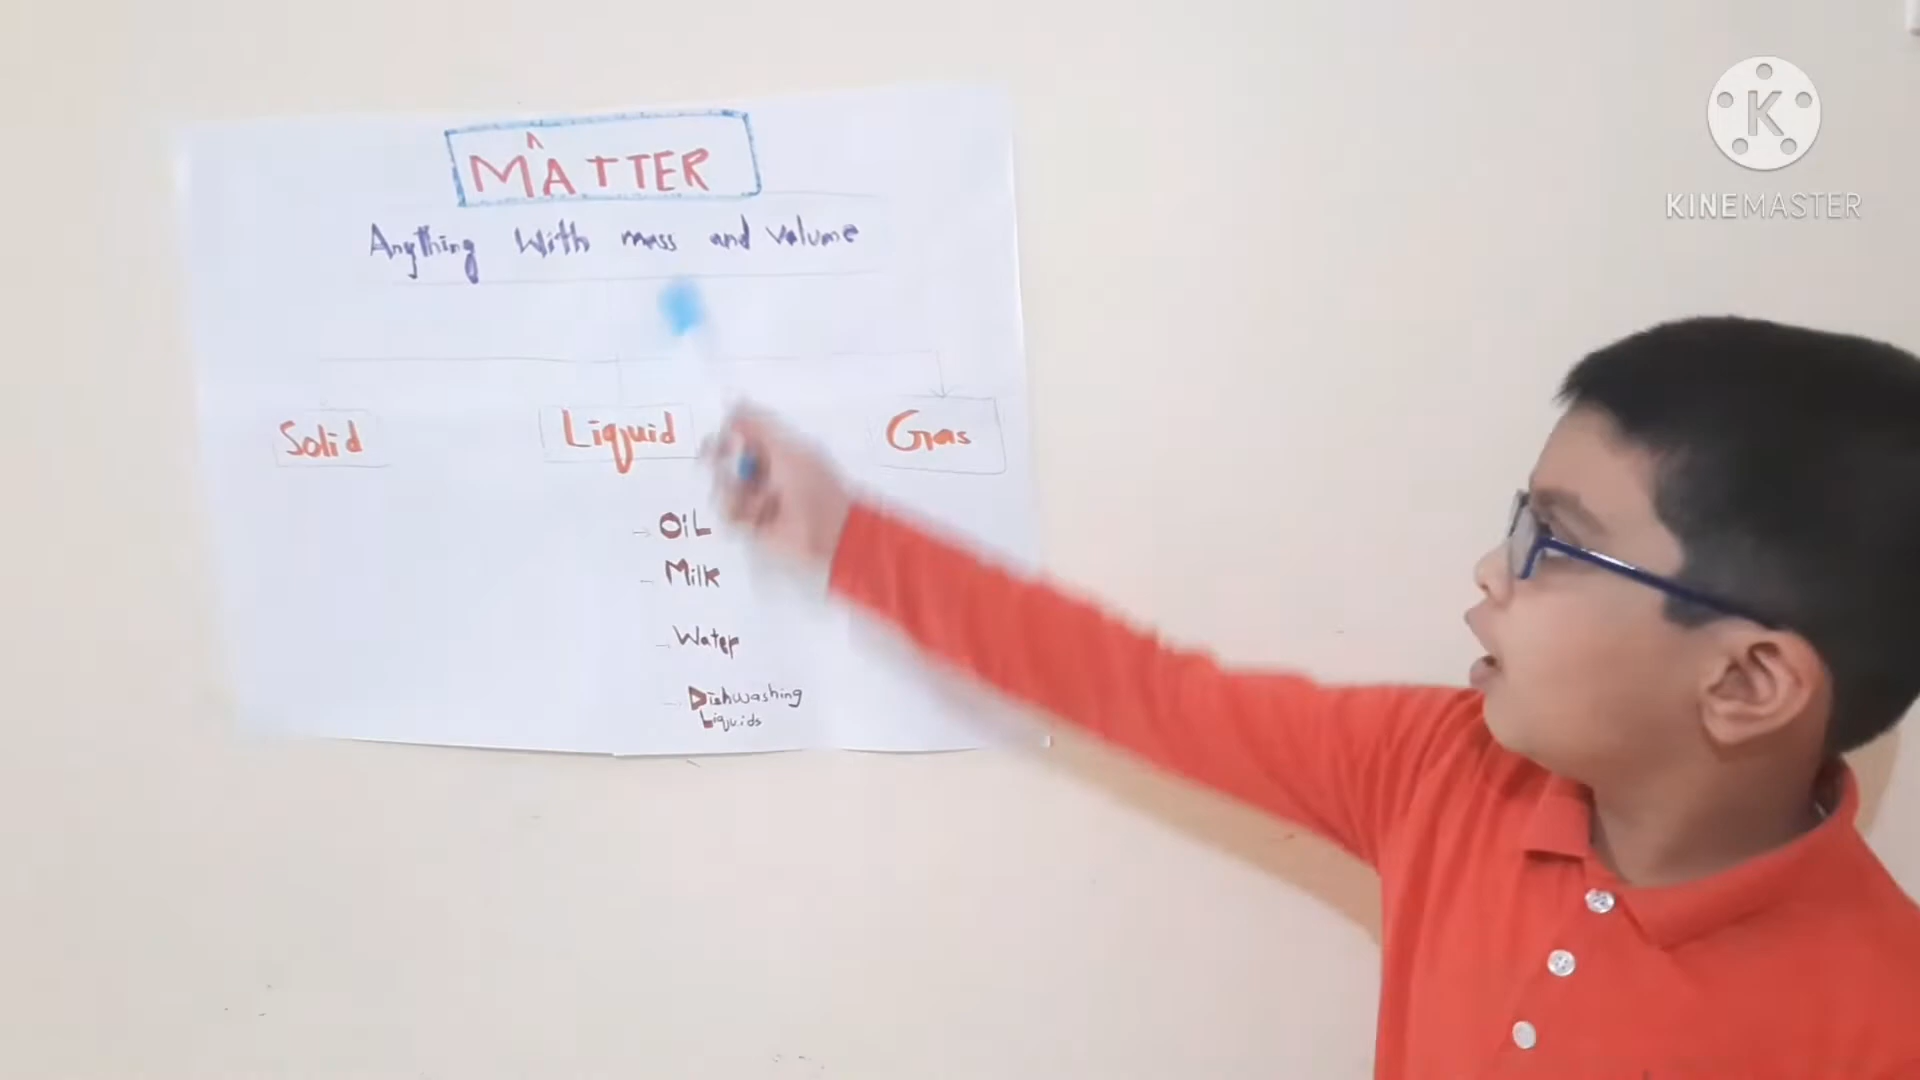 MATTER
Anything With mass and volume
Solid
Liquid
Gas
OiL
Milk
Water
Dishwashing
Liquids
K
KINEMASTER